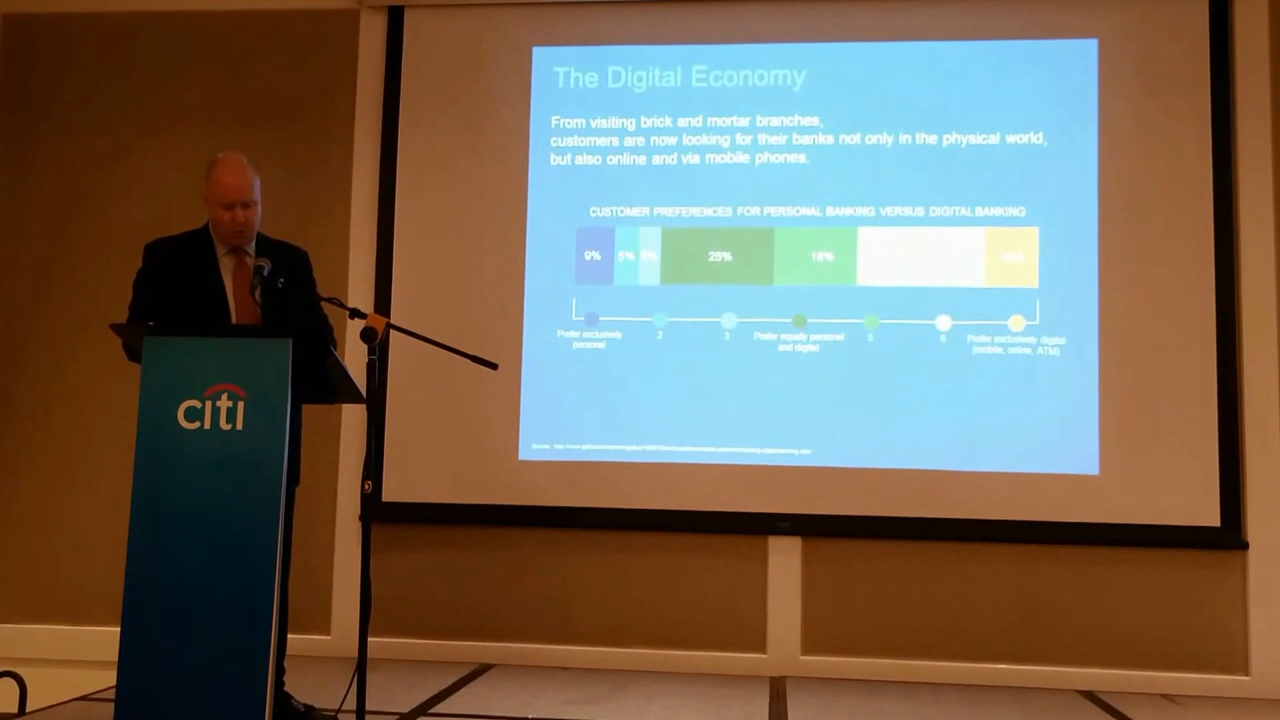 The Digital Economy
From visiting brick and mortar branches,
customers are now looking for their banks not only in the physical world,
but also online and via mobile phones.
CUSTOMER PREFERENCES FOR PERSONAL BANKING VERSUS DIGITAL BANKING
9% 5% 25% 18%
Prefer exclusively
personal
2
3
Prefer equally personal
and digital
5
6
Prefer exclusively digital
(mobile, online, ATM)
citi